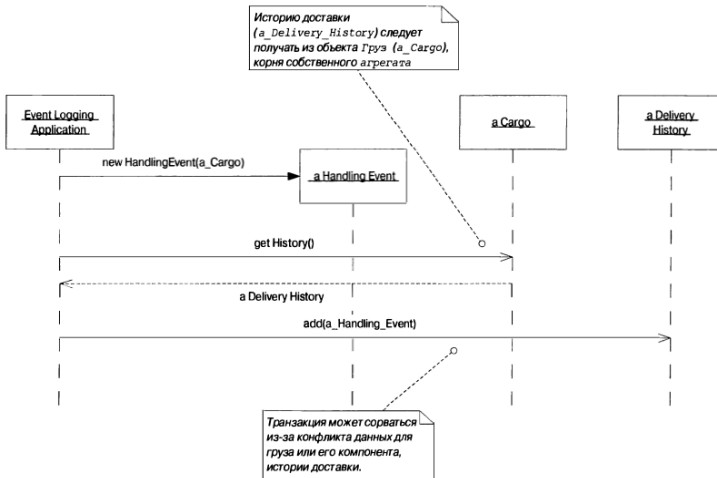 Историю доставки
(a_Delivery_History) следует
получать из объекта Груз (a_Cargo),
корня собственного агрегата
Event Logging
Application
a Cargo
a Delivery
History
new HandlingEvent(a_Cargo)
a Handling Event
get History()
a Delivery History
add(a_Handling_Event)
Транзакция может сорваться
из-за конфликта данных для
груза или его компонента,
истории доставки.